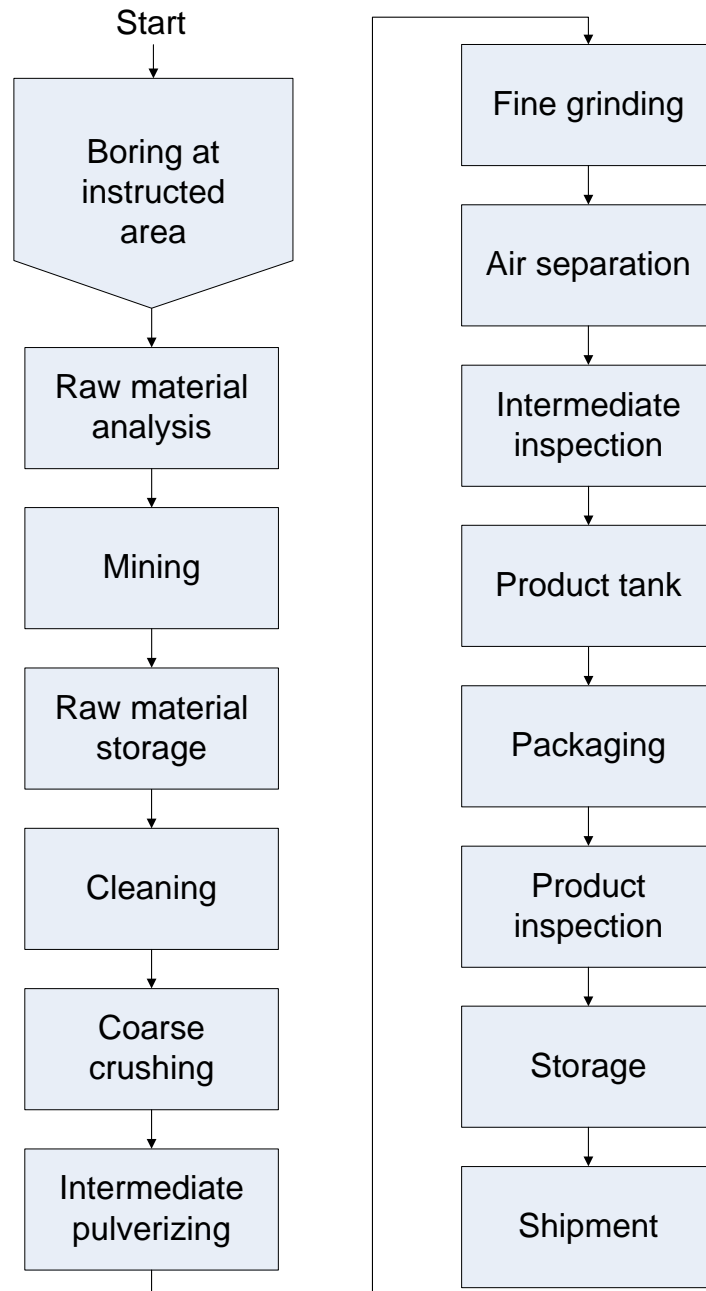 Start
Boring at
instructed
area
Raw material
analysis
Mining
Raw material
storage
Cleaning
Coarse
crushing
Intermediate
pulverizing
Fine grinding
Air separation
Intermediate
inspection
Product tank
Packaging
Product
inspection
Storage
Shipment